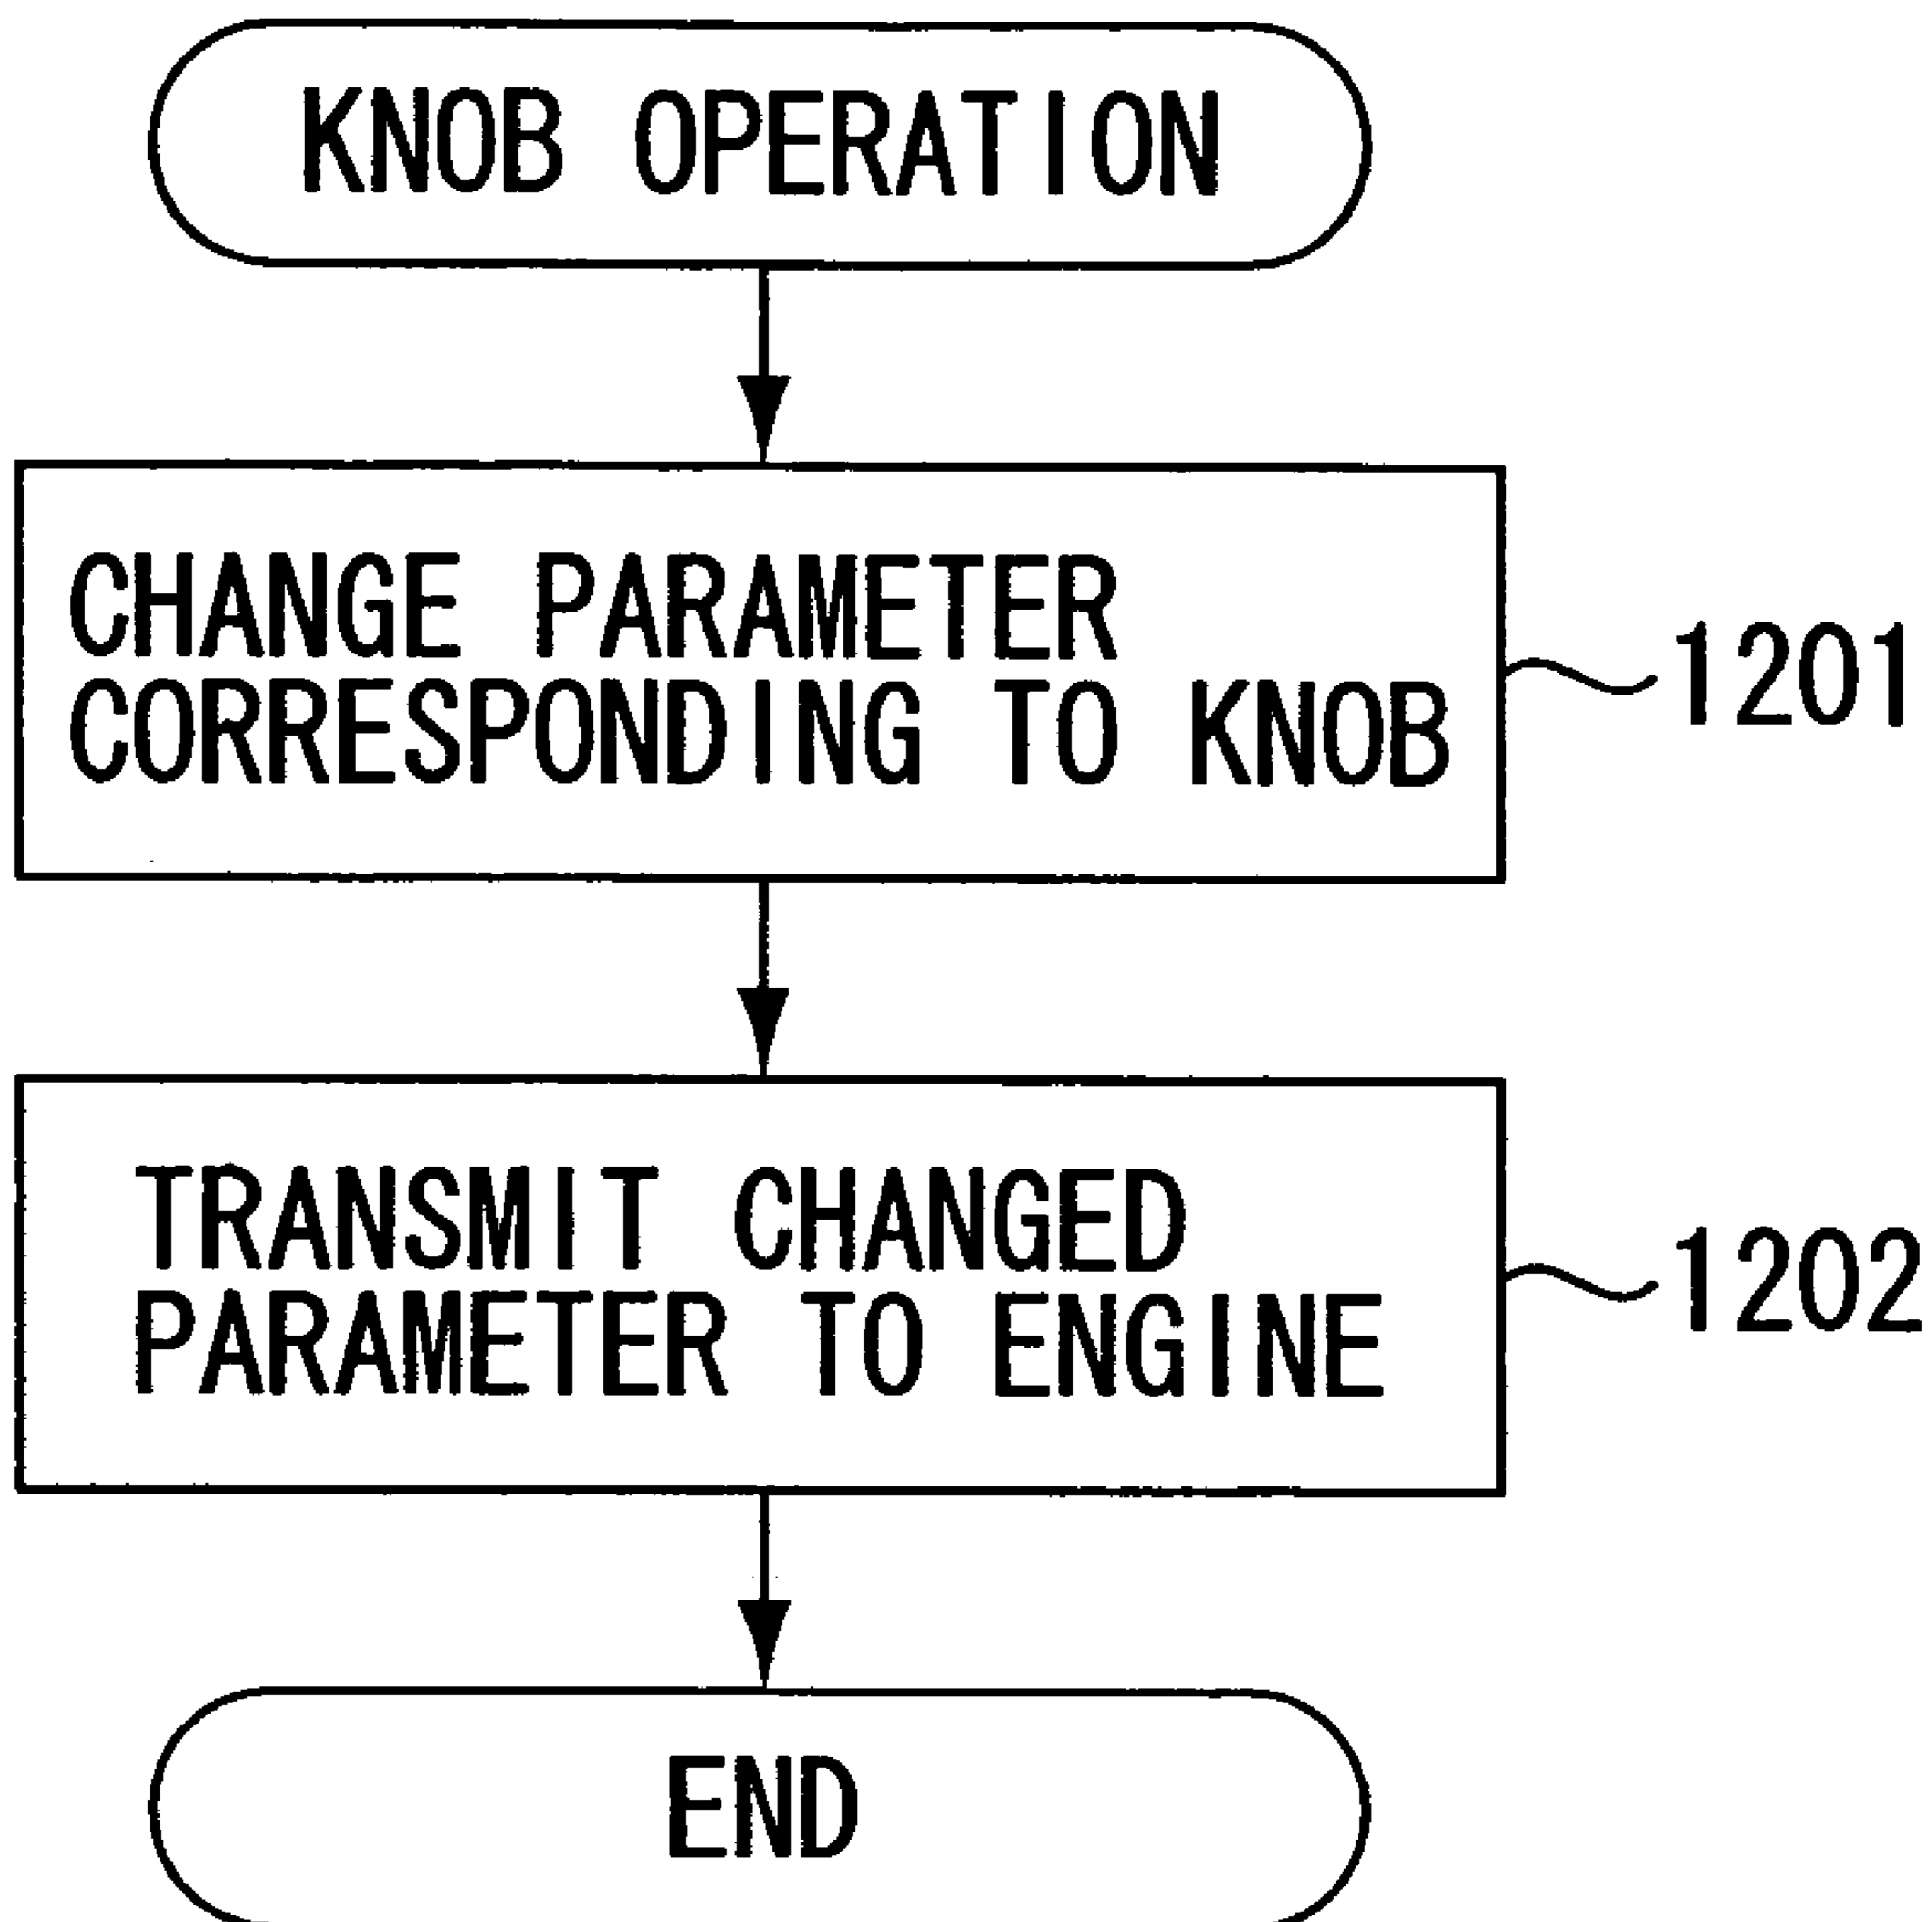 KNOB OPERATION
CHANGE PARAMETER
CORRESPONDING TO KNOB
1201
TRANSMIT CHANGED
PARAMETER TO ENGINE
1202
END